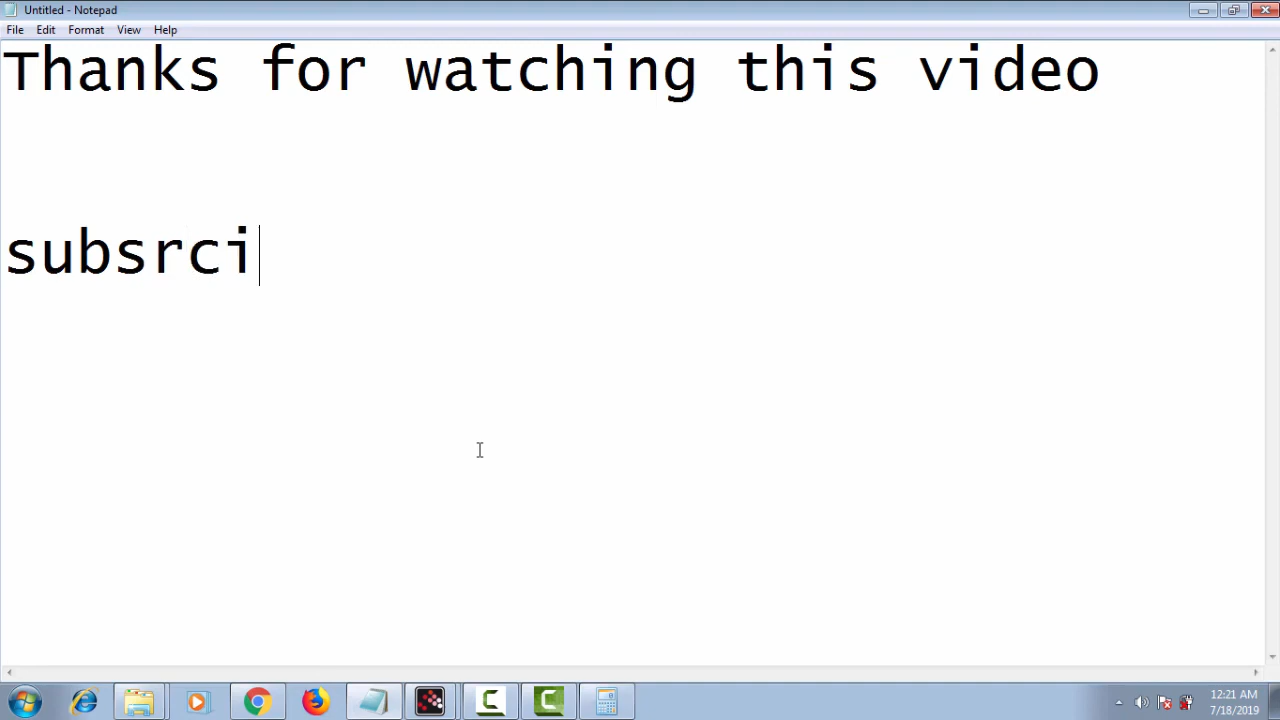 Untitled - Notepad
File Edit Format View Help
Thanks for watching this video
subsrci
12:21 AM
7/18/2019